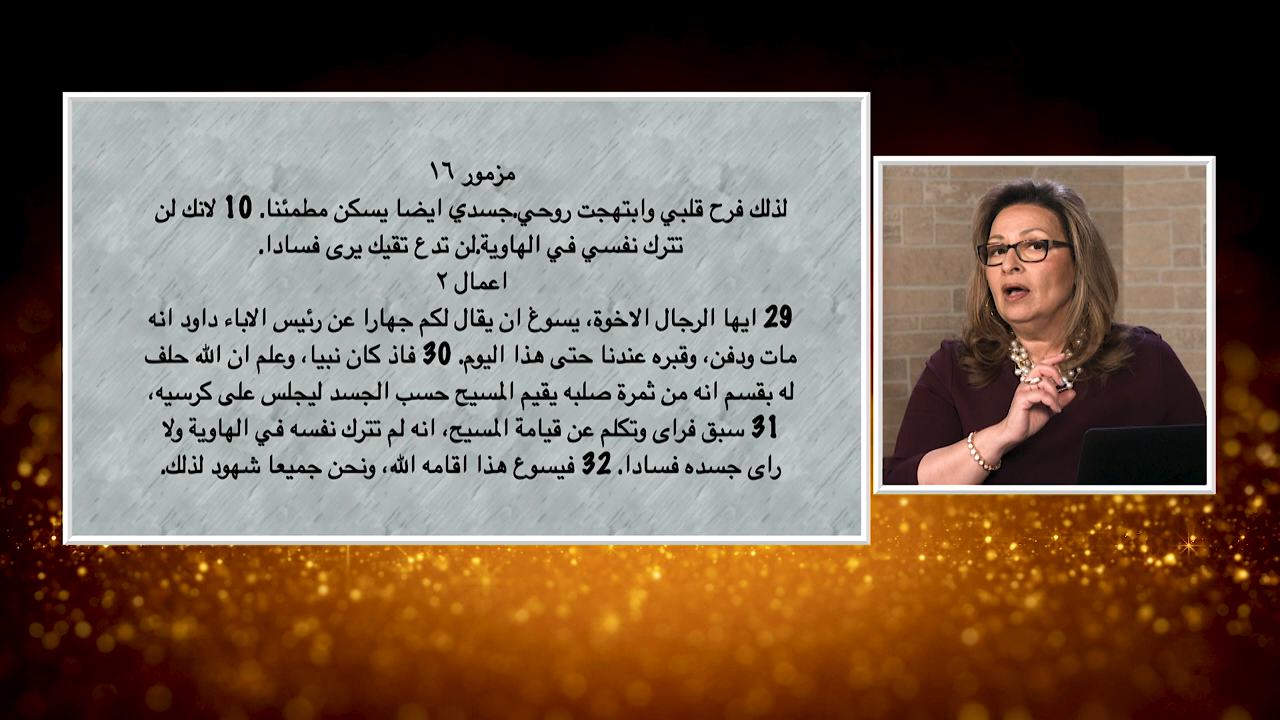 مزمور ١٦
لذلك فرح قلبي وابتهجت روحي.جسدي ايضا يسكن مطمئنا. 10 لانك لن
تترك نفسي في الهاوية.لن تدع تقيك يرى فسادا.
اعمال ٢
29 ايها الرجال الاخوة، يسوغ ان يقال لكم جهارا عن رئيس الاباء داود انه
مات ودفن، وقبره عندنا حتى هذا اليوم. 30 فاذ كان نبيا، وعلم ان الله حلف
له بقسم انه من ثمرة صلبه يقيم المسيح حسب الجسد ليجلس على كرسيه،
31 سبق فراى وتكلم عن قيامة المسيح، انه لم تترك نفسه في الهاوية ولا
راى جسده فسادا. 32 فيسوع هذا اقامه الله، ونحن جميعا شهود لذلك.